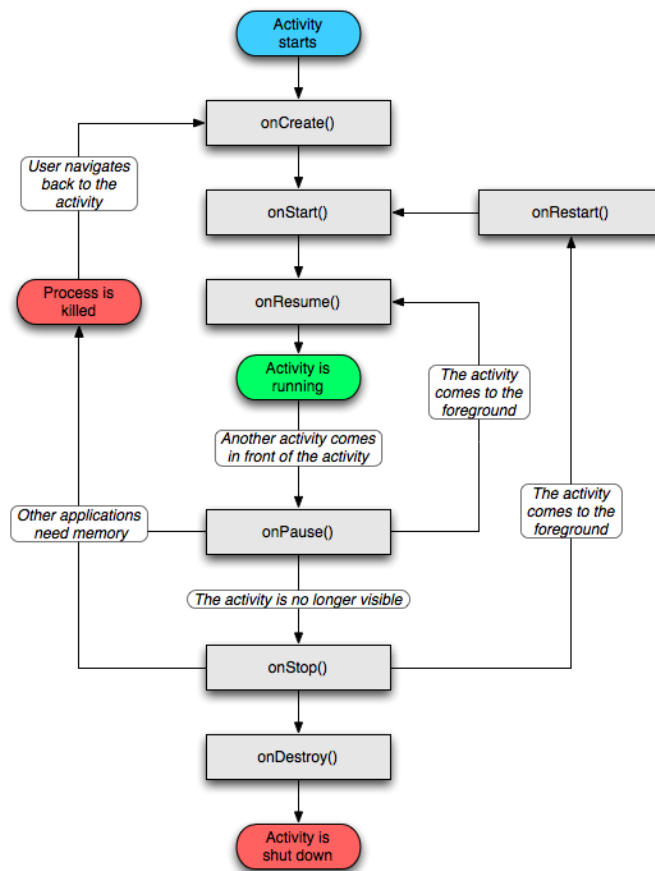 Activity
starts
onCreate()
User navigates
back to the
activity
onStart()
onRestart()
Process is
killed
onResume()
Activity is
running
The activity
comes to the
foreground
Another activity comes
in front of the activity
The activity
comes to the
foreground
Other applications
need memory
onPause()
The activity is no longer visible
onStop()
onDestroy()
Activity is
shut down